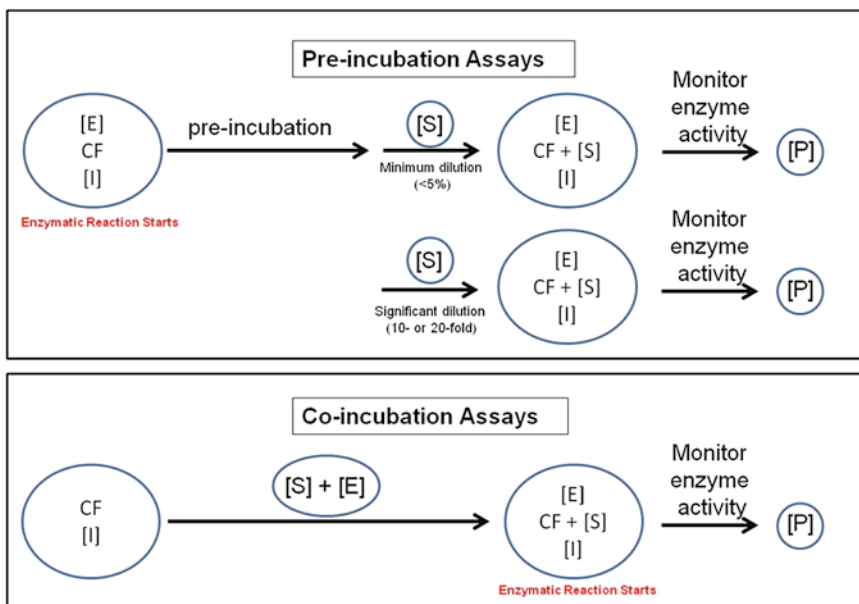 Pre-incubation Assays
[E]
CF
[I]
Enzymatic Reaction Starts
pre-incubation
[S]
Minimum dilution
(<5%)
[E]
CF + [S]
[I]
Monitor
enzyme
activity
[P]
[S]
Significant dilution
(10- or 20-fold)
[E]
CF + [S]
[I]
Monitor
enzyme
activity
[P]
Co-incubation Assays
CF
[I]
[S] + [E]
[E]
CF + [S]
[I]
Enzymatic Reaction Starts
Monitor
enzyme
activity
[P]